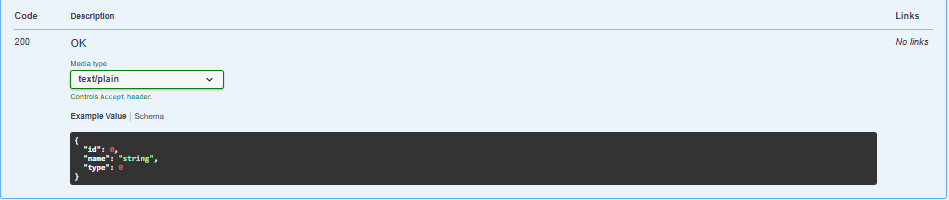 Code Description Links
200 OK No links
Media type
text/plain
Controls Accept header.
Example Value | Schema
{
  "id": 0,
  "name": "string",
  "type": 0
}